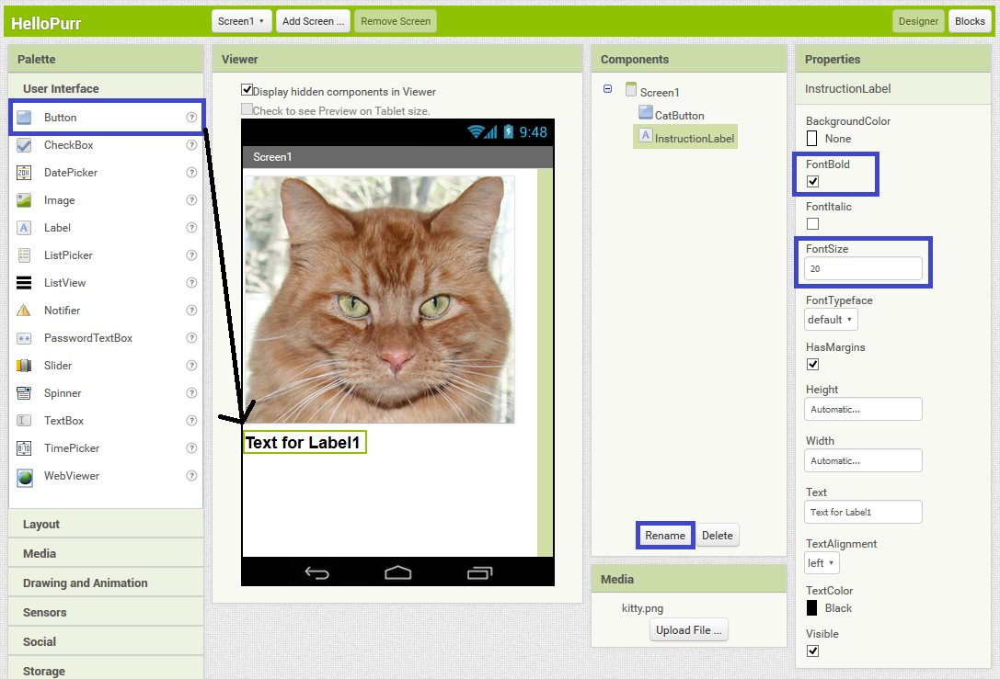 HelloPurr
Screen1
Add Screen ...
Remove Screen
Designer
Blocks
Palette
User Interface
Button
?
CheckBox
?
2011
DatePicker
?
Image
?
A
Label
?
ListPicker
?
ListView
?
Notifier
?
PasswordTextBox
?
Slider
?
Spinner
?
TextBox
?
8:10
TimePicker
?
WebViewer
?
Layout
Media
Drawing and Animation
Sensors
Social
Storage
Viewer
Display hidden components in Viewer
Check to see Preview on Tablet size.
9:48
Screen1
Text for Label1
Components
Screen1
CatButton
A InstructionLabel
Rename
Delete
Media
kitty.png
Upload File ...
Properties
InstructionLabel
BackgroundColor
None
FontBold
FontItalic
FontSize
20
FontTypeface
default
HasMargins
Height
Automatic...
Width
Automatic...
Text
Text for Label1
TextAlignment
left
TextColor
Black
Visible